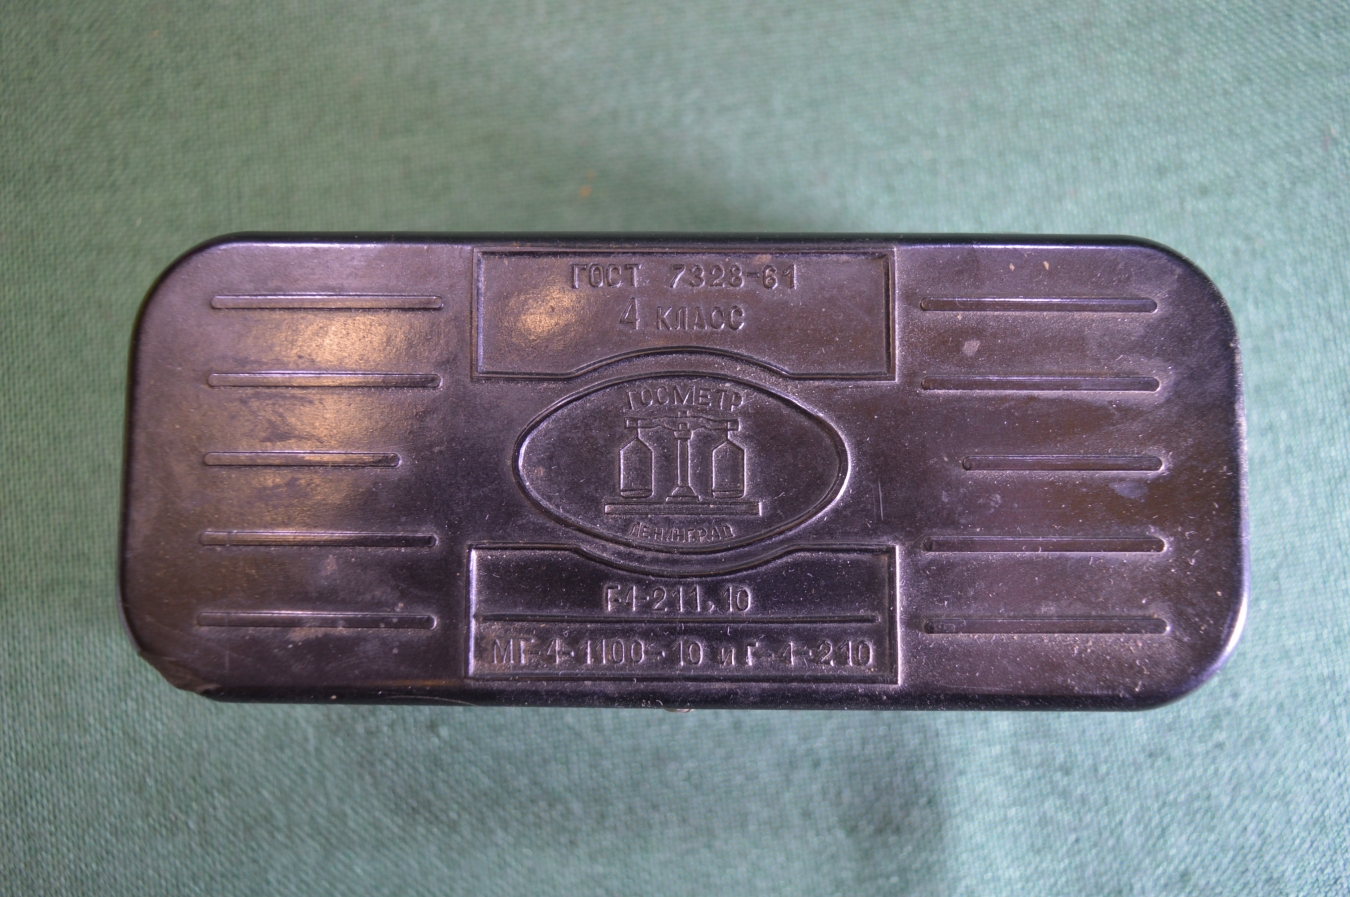 ГОСТ 7328-61
4 КЛАСС
ГОСМЕТР
ЛЕНИНГРАД
Г4-211,10
МГ-4-1100-10 и Г-4-210